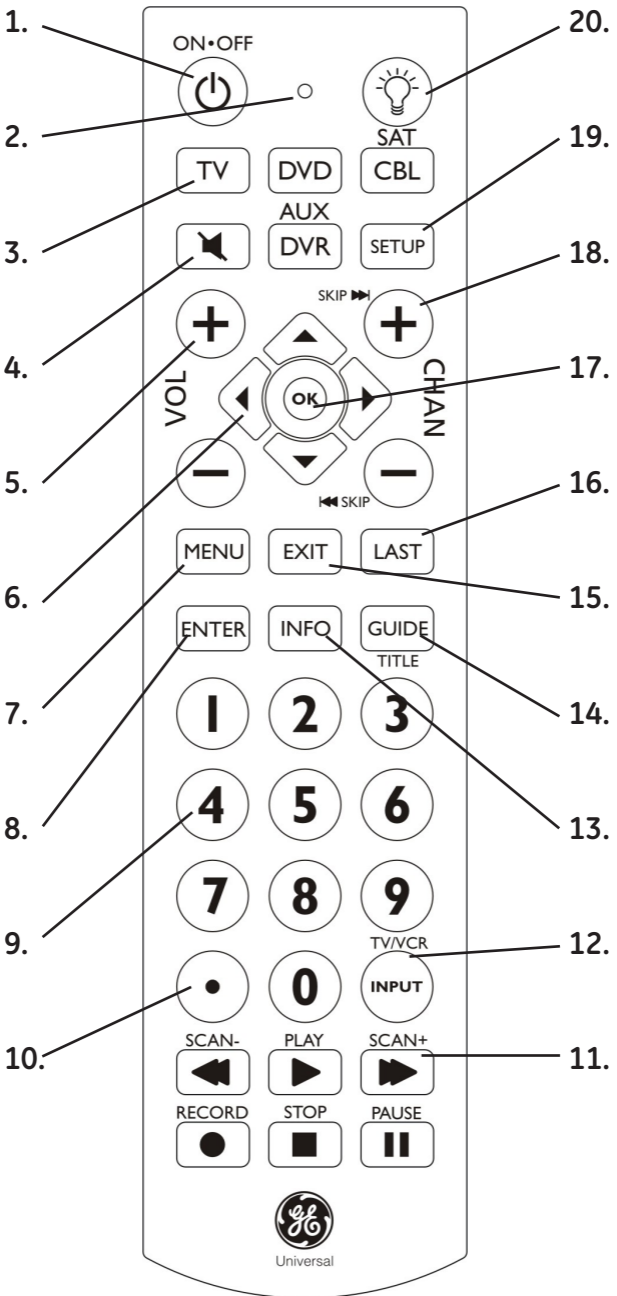 1.
ON•OFF
20.
2.
SAT
19.
TV DVD CBL
3.
AUX
DVR SETUP
18.
SKIP
4.
VOL
OK
CHAN
17.
5.
SKIP
16.
MENU EXIT LAST
6.
15.
ENTER INFO GUIDE
TITLE
7.
1 2 3
14.
8.
4 5 6
13.
7 8 9
9.
TV/VCR
12.
• 0 INPUT
10.
SCAN- PLAY SCAN+
11.
RECORD STOP PAUSE
GE
Universal